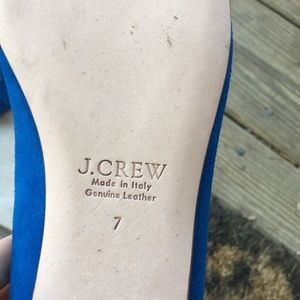 J.CREW
Made in Italy
Genuine Leather
7